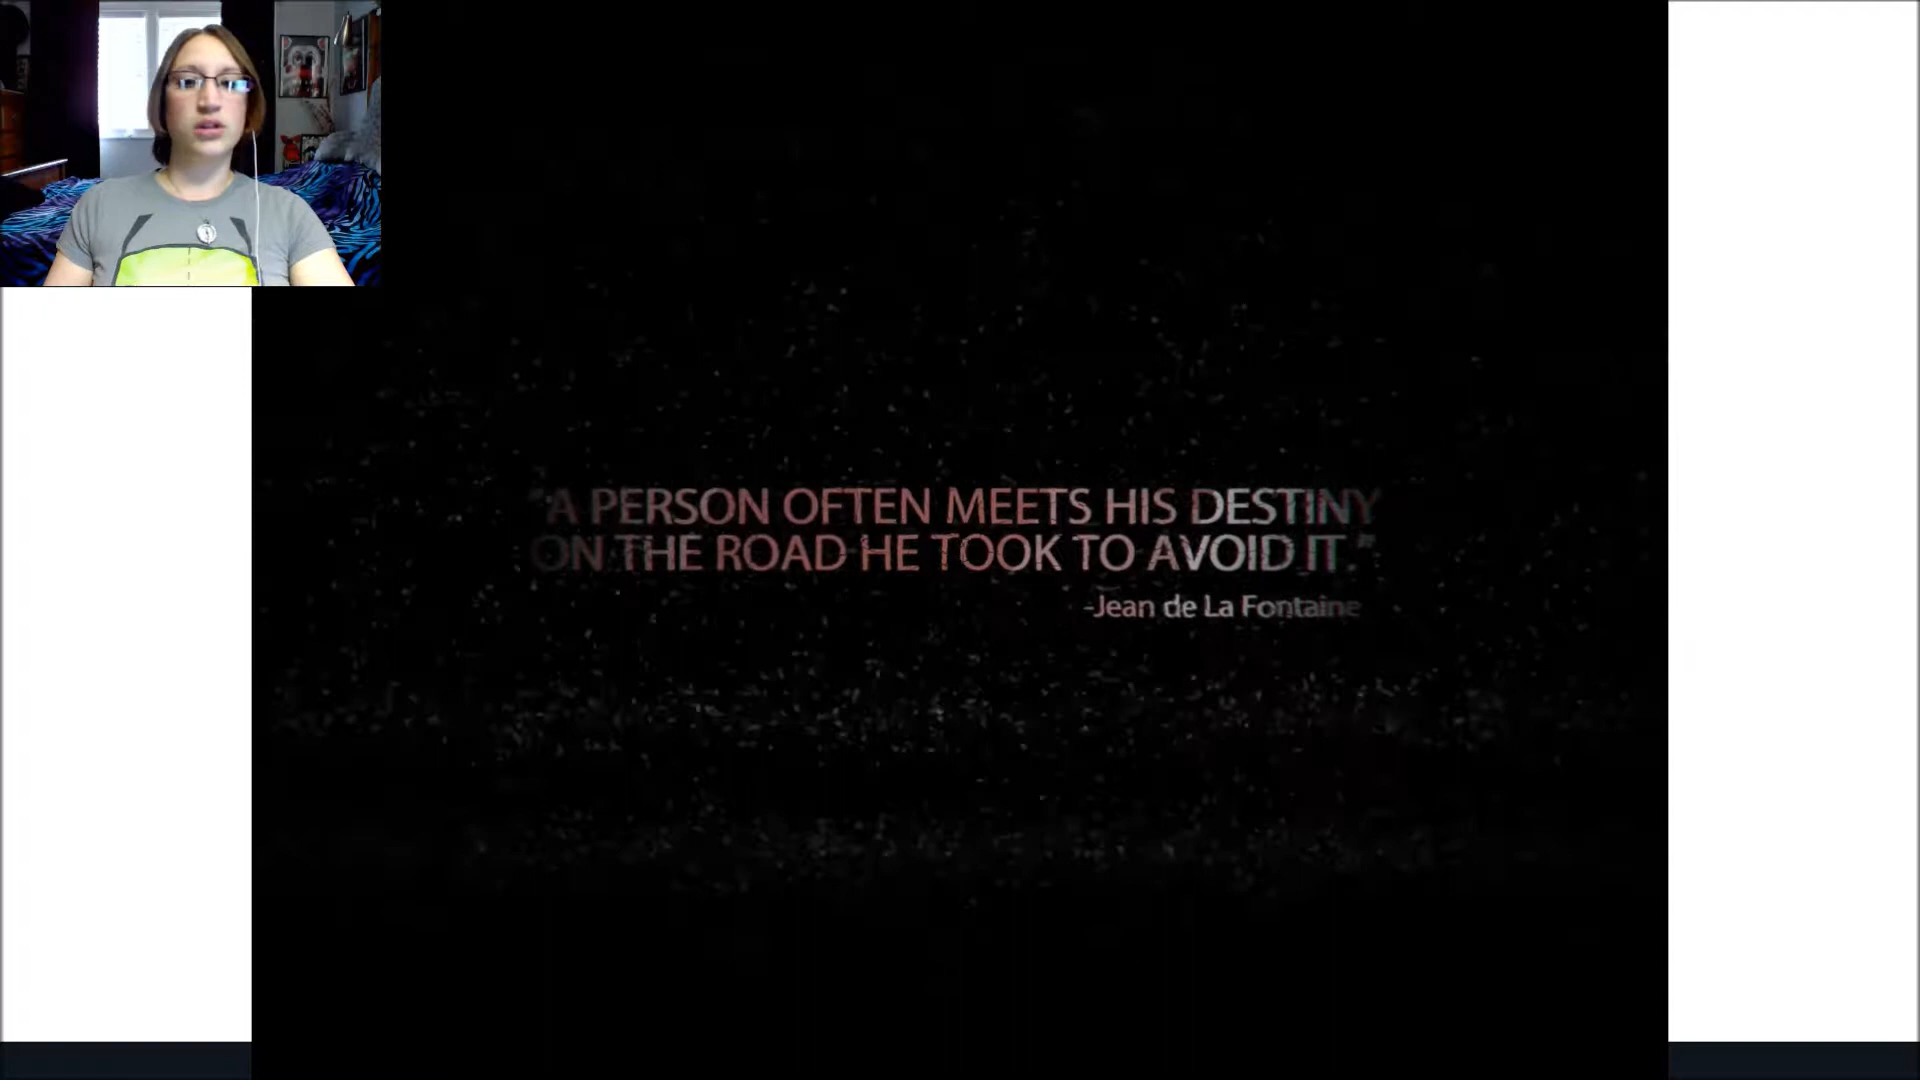 "A PERSON OFTEN MEETS HIS DESTINY
ON THE ROAD HE TOOK TO AVOID IT."
-Jean de La Fontaine